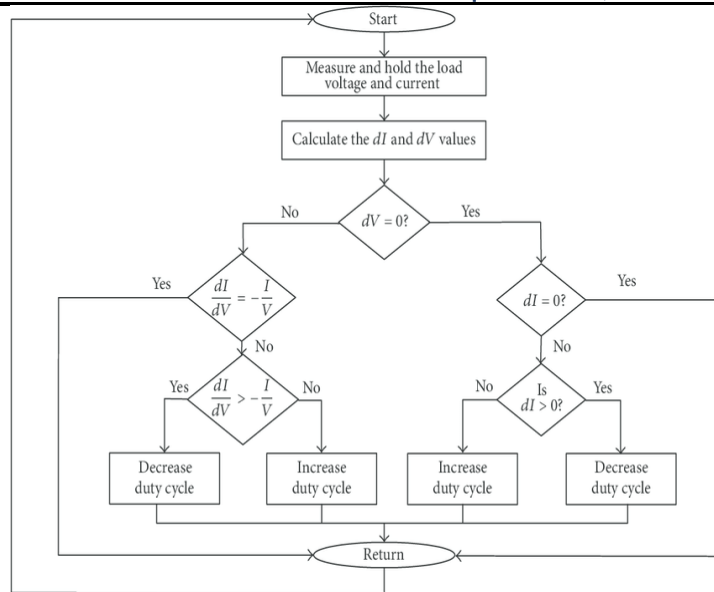 Start
Measure and hold the load
voltage and current
Calculate the dI and dV values
dV = 0?
No
Yes
dI/dV = -I/V
Yes
No
dI = 0?
Yes
No
dI/dV > -I/V
Yes
No
Is
dI > 0?
No
Yes
Decrease
duty cycle
Increase
duty cycle
Increase
duty cycle
Decrease
duty cycle
Return